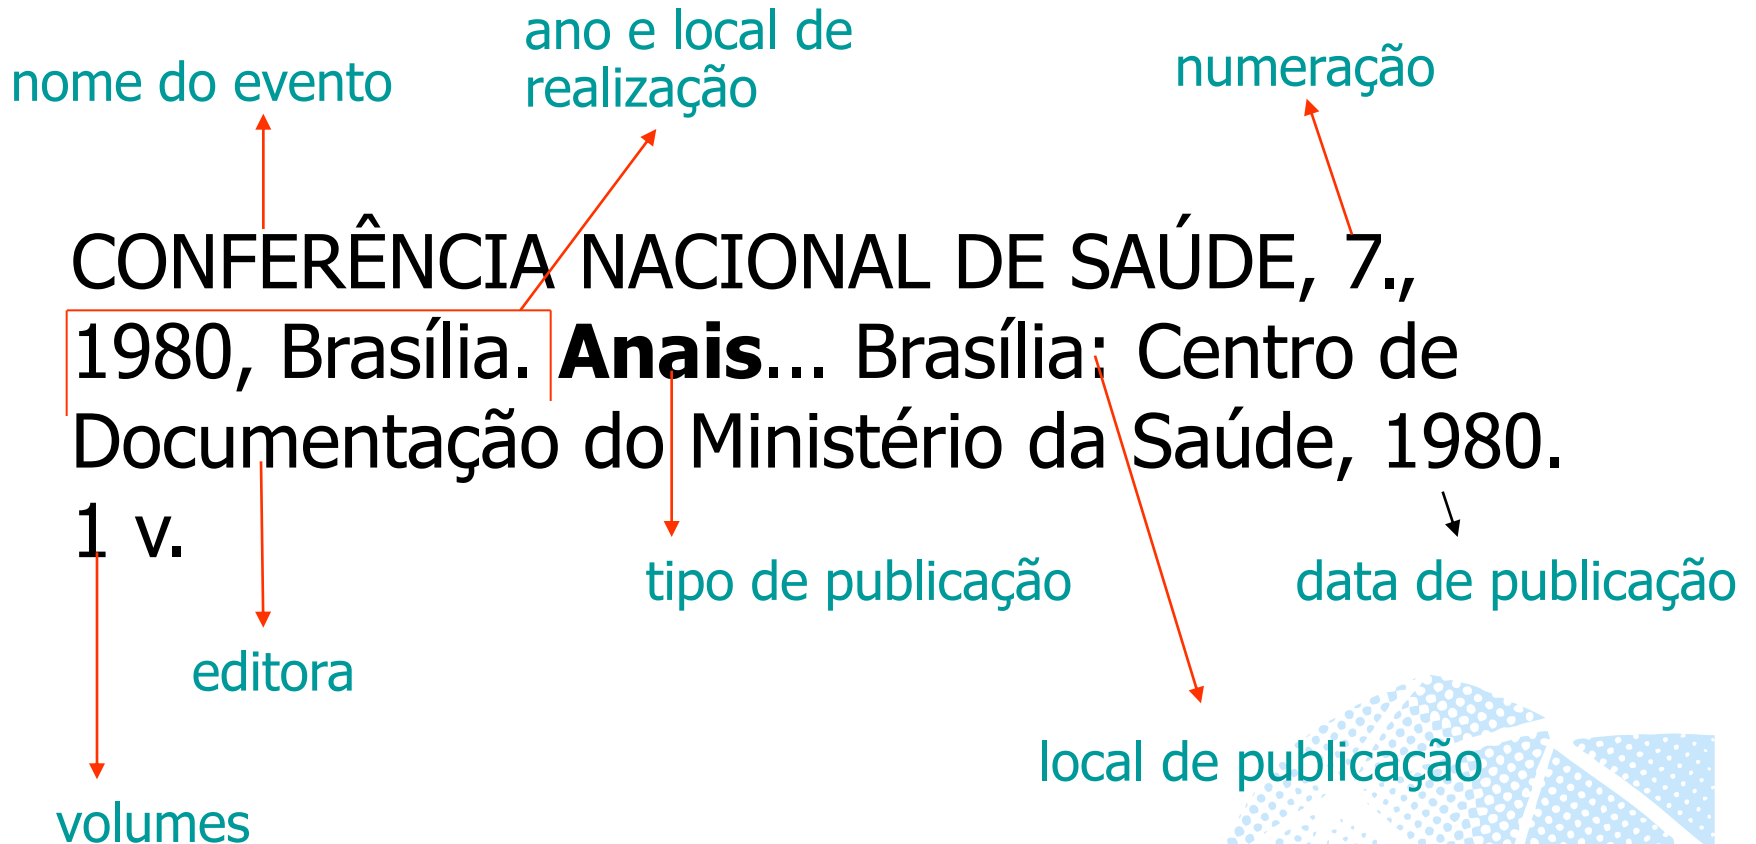 ano e local de
realização
nome do evento
numeração
CONFERÊNCIA NACIONAL DE SAÚDE, 7.,
1980, Brasília. Anais... Brasília: Centro de
Documentação do Ministério da Saúde, 1980.
1 v.
tipo de publicação
data de publicação
editora
local de publicação
volumes